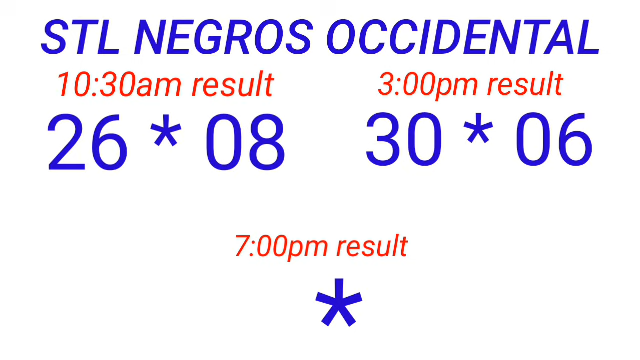 STL NEGROS OCCIDENTAL
10:30am result
26 * 08
3:00pm result
30 * 06
7:00pm result
*